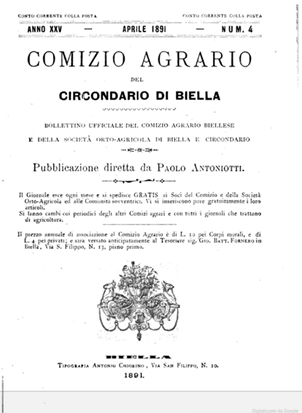 CONTO CORRENTE COLLA POSTA CONTO CORRENTE COLLA POSTA
ANNO XXV — APRILE 1891 — NUM. 4
COMIZIO AGRARIO
DEL
CIRCONDARIO DI BIELLA
BOLLETTINO UFFICIALE DEL COMIZIO AGRARIO BIELLESE
E DELLA SOCIETÀ ORTO-AGRICOLA DI BIELLA E CIRCONDARIO
Pubblicazione diretta da PAOLO ANTONIOTTI.
Il Giornale esce ogni mese e si spedisce GRATIS ai Soci del Comizio e della Società
Orto-Agricola ed alle Comunità sovventrici. Vi si inseriscono pure gratuitamente i loro
articoli.
Si fanno cambi coi periodici degli altri Comizi agrari e con tutti i giornali che trattano
di agricoltura.
Il prezzo annuale di associazione al Comizio Agrario è di L. 10 pei Corpi morali, e di
L. 4 pei privati; e sarà versato anticipatamente al Tesoriere sig. GIO. BATT. FORNERO in
Biella, Via S. Filippo, N. 13, piano primo.
BIELLA
TIPOGRAFIA ANTONIO CHIORINO, VIA SAN FILIPPO, N. 10.
1891.